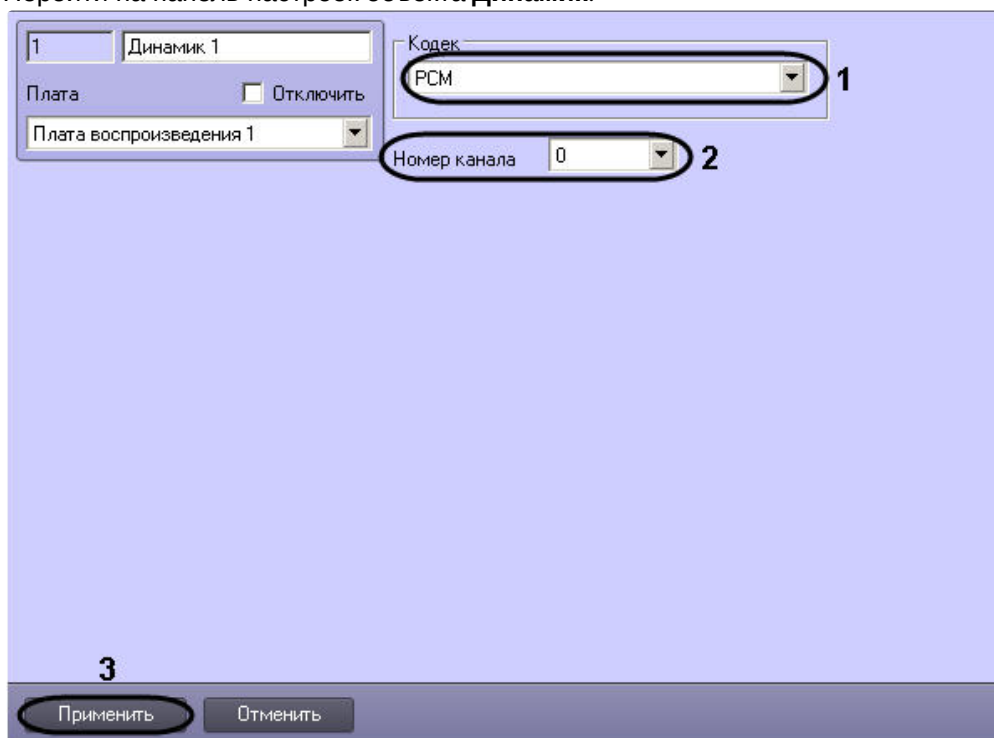 Перейти на панель настроек объекта Динамик.
1 Динамик 1
Плата Отключить
Плата воспроизведения 1
Кодек
PCM 1
Номер канала 0 2
3
Применить Отменить